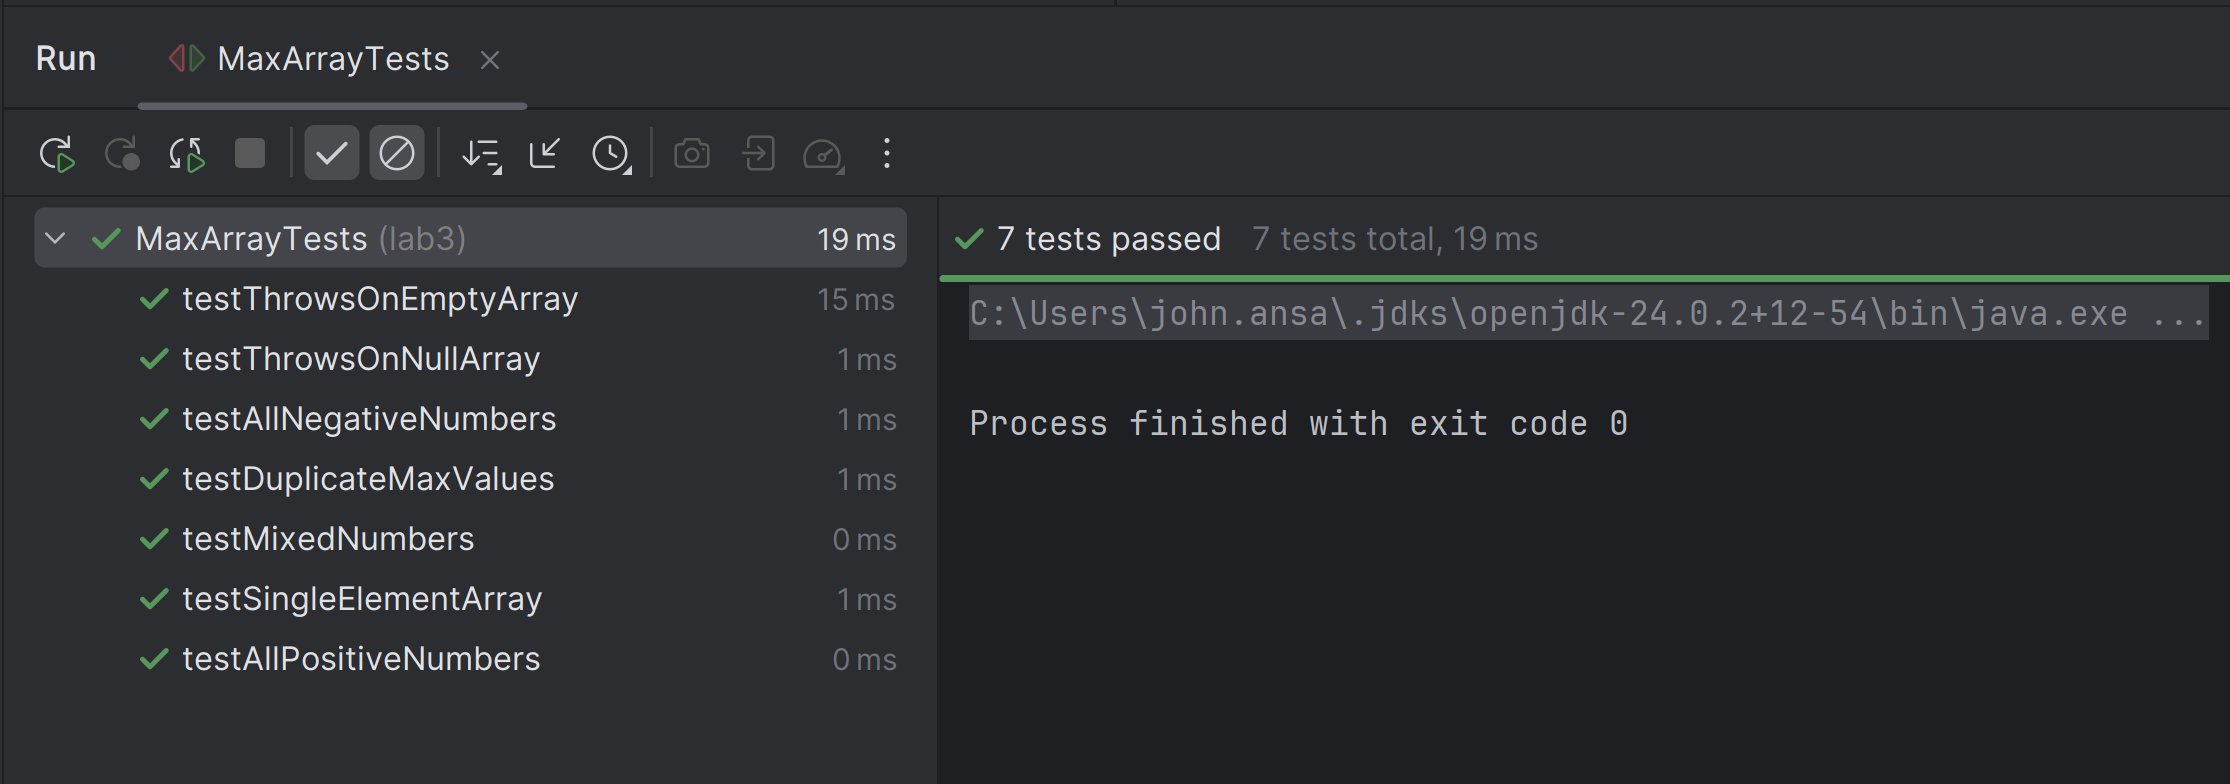 Run MaxArrayTests
MaxArrayTests (lab3) 19 ms
testThrowsOnEmptyArray 15 ms
testThrowsOnNullArray 1 ms
testAllNegativeNumbers 1 ms
testDuplicateMaxValues 1 ms
testMixedNumbers 0 ms
testSingleElementArray 1 ms
testAllPositiveNumbers 0 ms
7 tests passed 7 tests total, 19 ms
C:\Users\john.ansa\.jdks\openjdk-24.0.2+12-54\bin\java.exe ...
Process finished with exit code 0